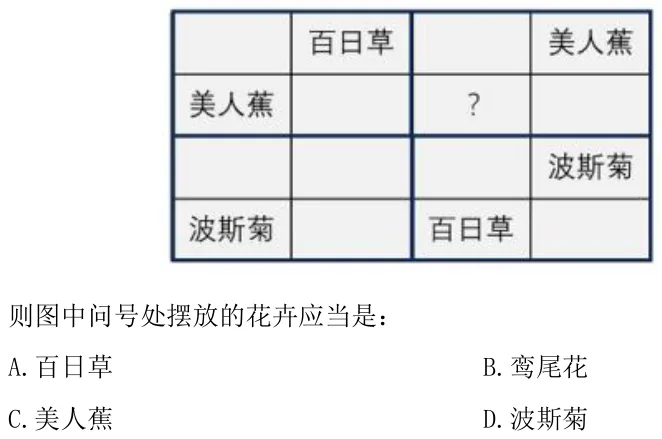 百日草 美人蕉
美人蕉 ?
波斯菊
波斯菊 百日草
则图中问号处摆放的花卉应当是：
A.百日草 B.鸢尾花
C.美人蕉 D.波斯菊